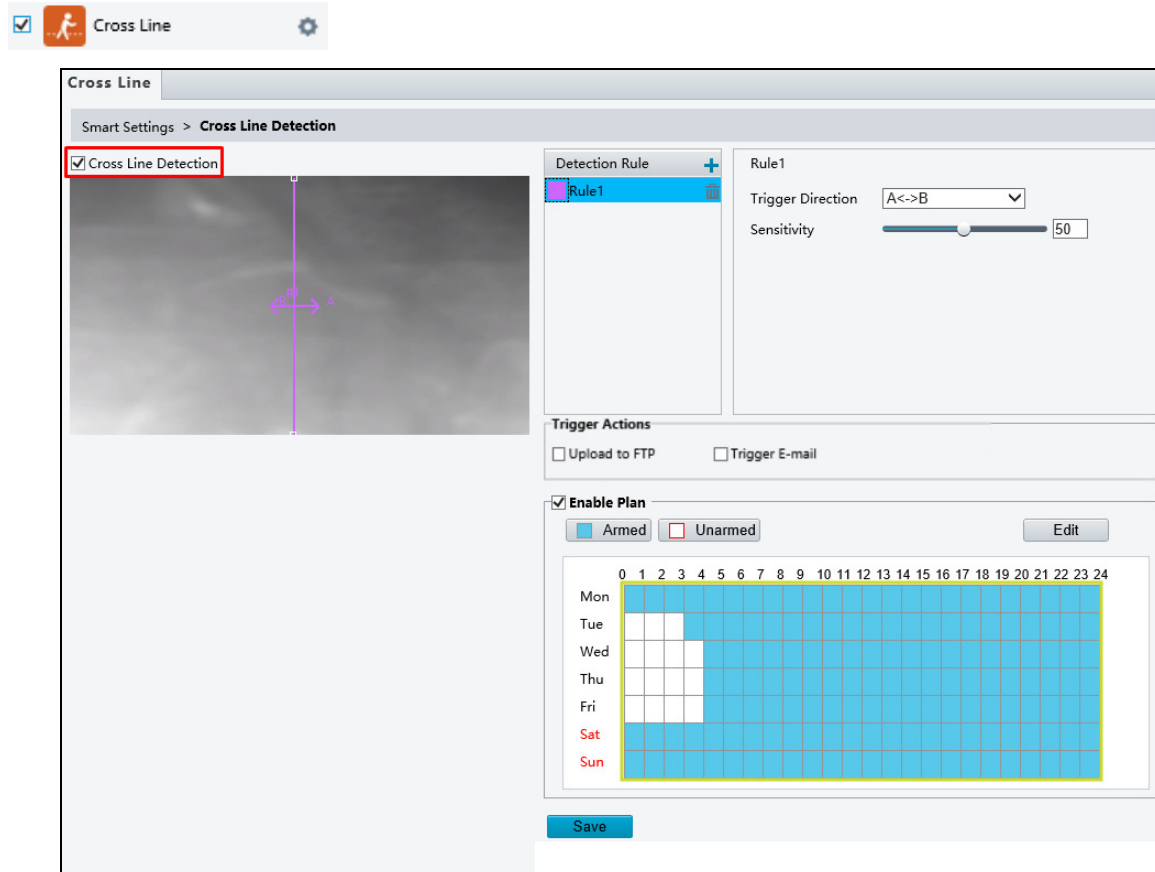 Cross Line
Cross Line
Smart Settings > Cross Line Detection
Cross Line Detection
B R1 A
Detection Rule +
Rule1
Rule1
Trigger Direction A<->B
Sensitivity 50
Trigger Actions
Upload to FTP Trigger E-mail
Enable Plan
Armed Unarmed Edit
0 1 2 3 4 5 6 7 8 9 10 11 12 13 14 15 16 17 18 19 20 21 22 23 24
Mon
Tue
Wed
Thu
Fri
Sat
Sun
Save